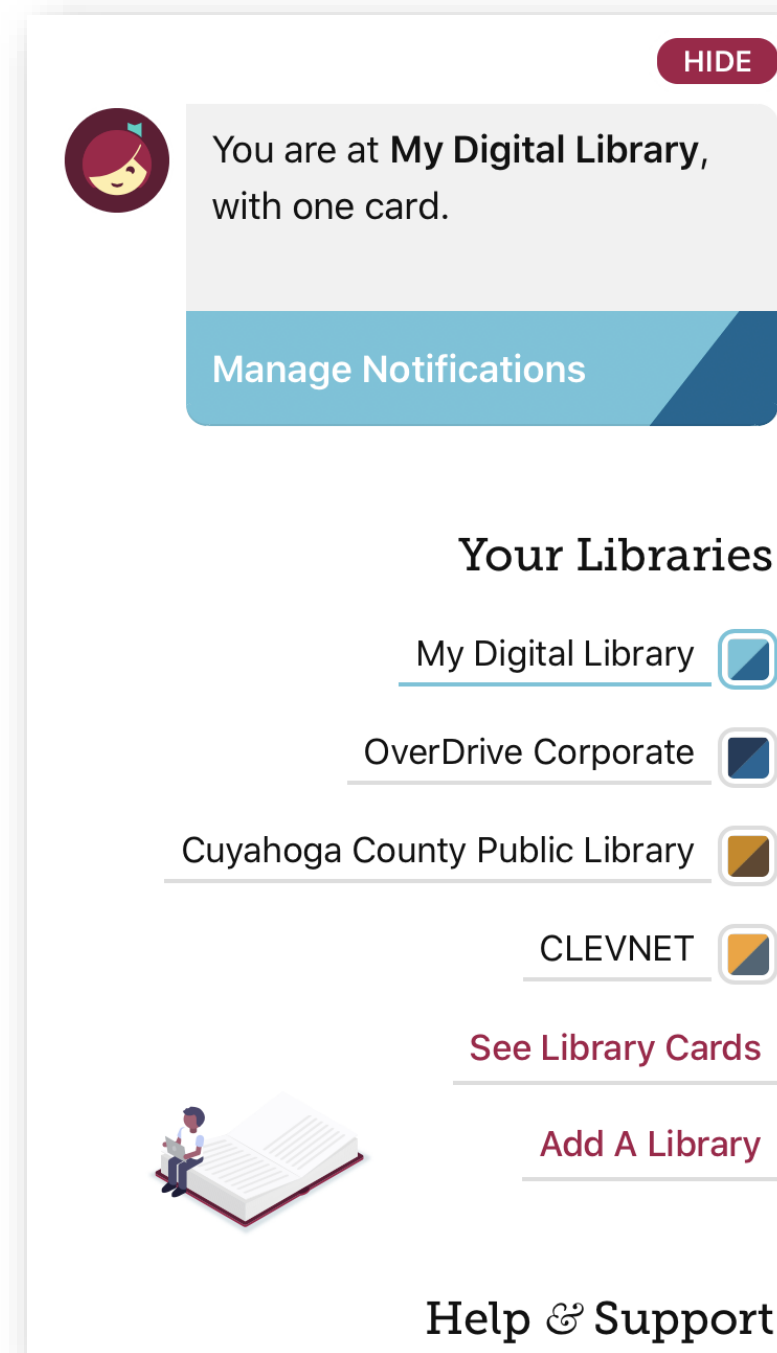 HIDE
You are at My Digital Library,
with one card.
Manage Notifications
Your Libraries
My Digital Library
OverDrive Corporate
Cuyahoga County Public Library
CLEVNET
See Library Cards
Add A Library
Help & Support